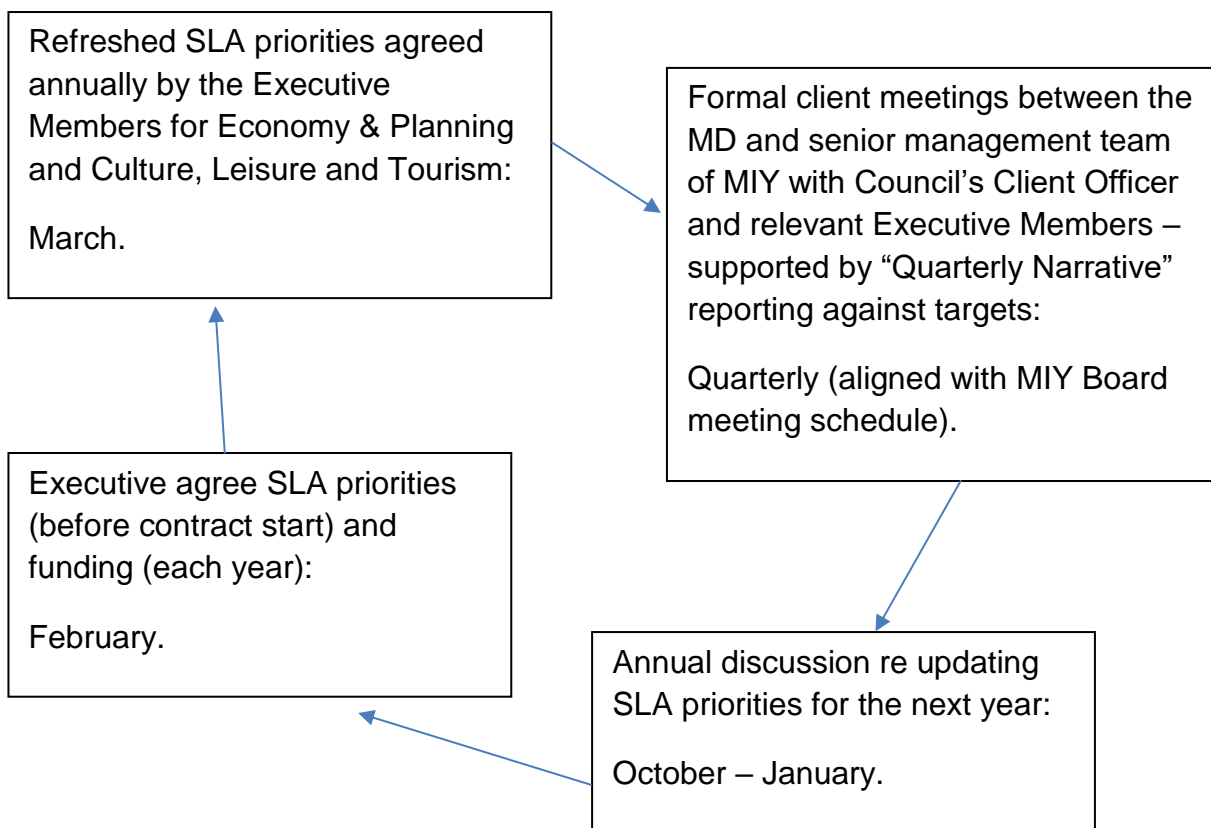 Refreshed SLA priorities agreed
annually by the Executive
Members for Economy & Planning
and Culture, Leisure and Tourism:
March.
Formal client meetings between the
MD and senior management team
of MIY with Council’s Client Officer
and relevant Executive Members –
supported by “Quarterly Narrative”
reporting against targets:
Quarterly (aligned with MIY Board
meeting schedule).
Annual discussion re updating
SLA priorities for the next year:
October – January.
Executive agree SLA priorities
(before contract start) and
funding (each year):
February.